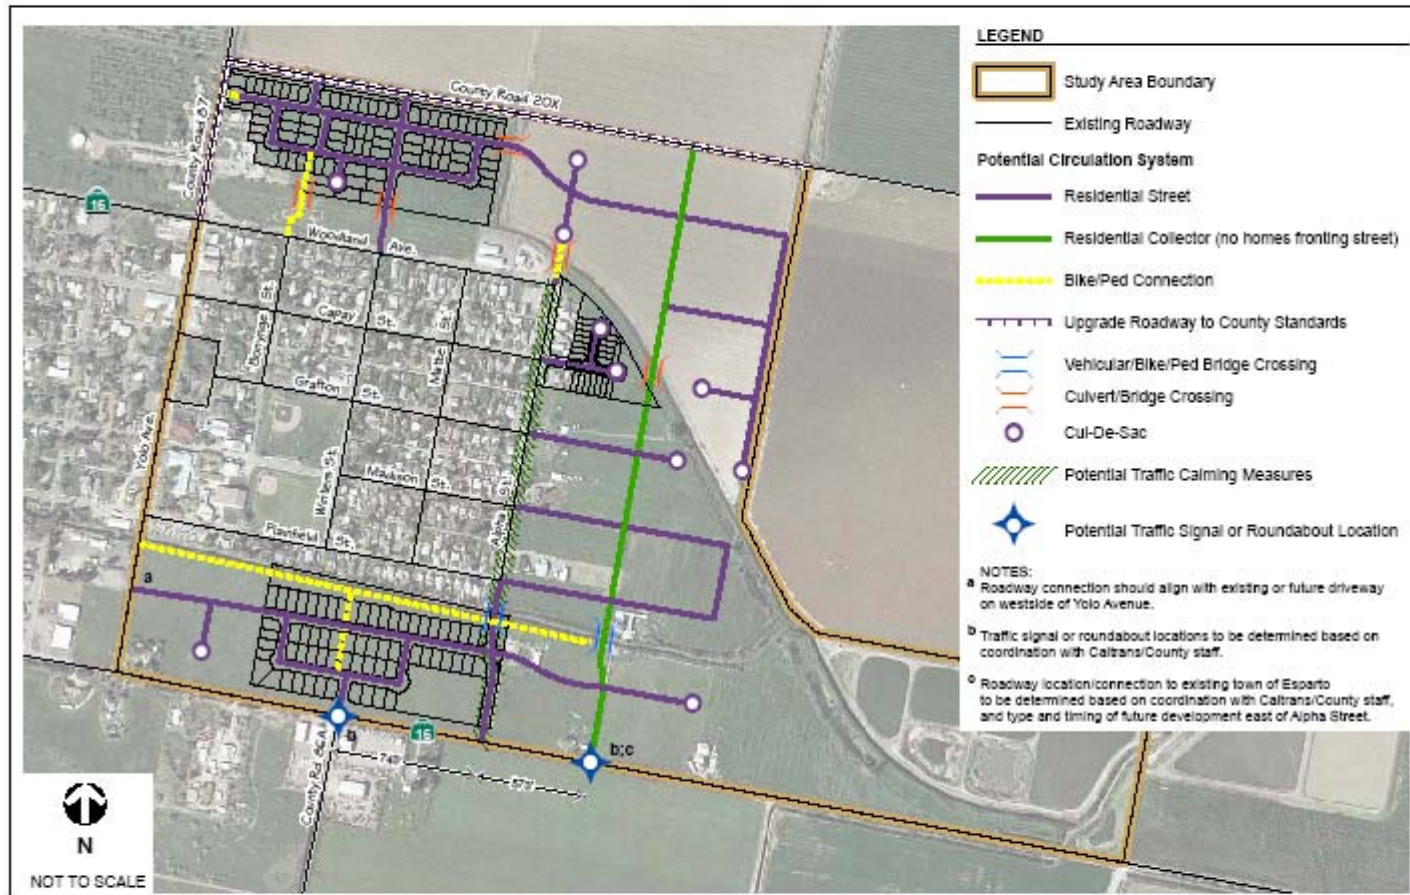 LEGEND
Study Area Boundary
Existing Roadway
Potential Circulation System
Residential Street
Residential Collector (no homes fronting street)
Bike/Ped Connection
Upgrade Roadway to County Standards
Vehicular/Bike/Ped Bridge Crossing
Culvert/Bridge Crossing
Cul-De-Sac
Potential Traffic Calming Measures
Potential Traffic Signal or Roundabout Location
NOTES:
a Roadway connection should align with existing or future driveway
on westside of Yolo Avenue.
b Traffic signal or roundabout locations to be determined based on
coordination with Caltrans/County staff.
c Roadway location/connection to existing town of Esparto
to be determined based on coordination with Caltrans/County staff,
and type and timing of future development east of Alpha Street.
County Road 20X
County Road 87
16
Woodland Ave.
Capay St.
Grafton St.
Madison St.
Plainfield St.
Yolo Ave.
Alpha St.
a
b
16
b;c
County Rd.
N
NOT TO SCALE